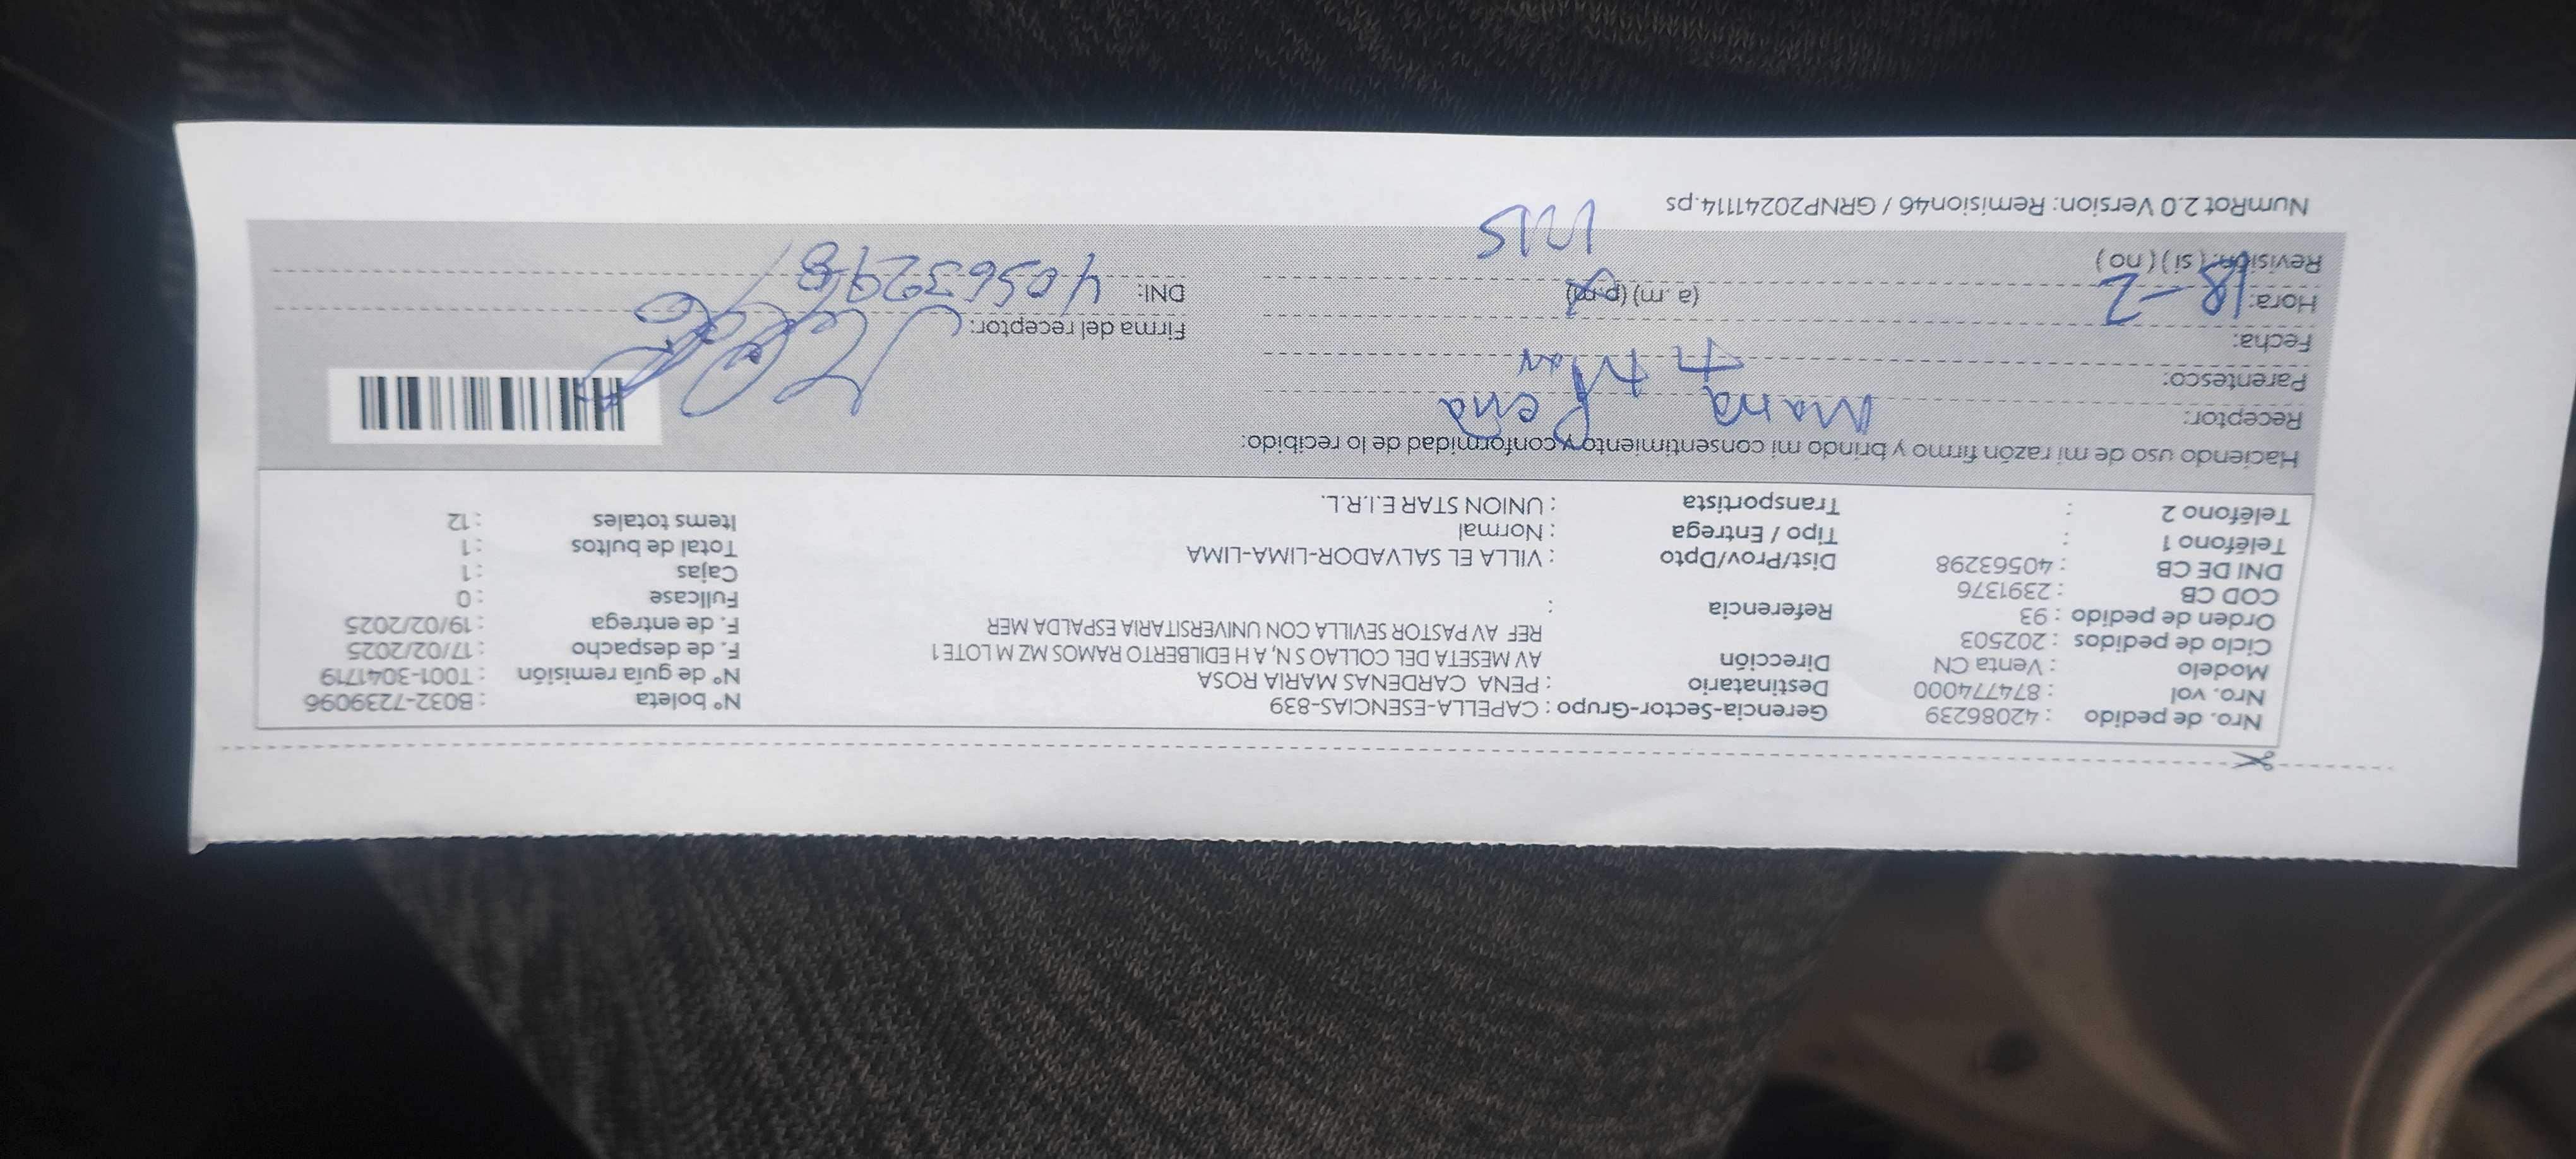 Nro. de pedido : 42086239 Gerencia-Sector-Grupo : CAPELLA-ESENCIAS-839 N° boleta : B032-7239096
Nro. vol : 874774000 Destinatario : PENA CARDENAS MARIA ROSA N° de guía remisión : T001-3041719
Modelo : Venta CN Dirección AV MESETA DEL COLLAO S N, A H EDILBERTO RAMOS MZ M LOTE 1 F. de despacho : 17/02/2025
Ciclo de pedidos : 202503 REF AV PASTOR SEVILLA CON UNIVERSITARIA ESPALDA MER F. de entrega : 19/02/2025
Orden de pedido : 93 Referencia : Fullcase : 0
COD CB : 2391376 Cajas : 1
DNI DE CB : 40563298 Dist/Prov/Dpto : VILLA EL SALVADOR-LIMA-LIMA Total de bultos : 1
Teléfono 1 : Tipo / Entrega : Normal Items totales : 12
Teléfono 2 : Transportista : UNION STAR E.I.R.L.
Haciendo uso de mi razón firmo y brindo mi consentimiento y conformidad de lo recibido:
Receptor: Maria Peña
Parentesco:
Fecha: Firma del receptor:
Hora: 18-2 (a. m) (p.m) DNI: 40563298
Revisión: ( si ) ( no )
NumRot 2.0 Version: Remision46 / GRNP20241114.ps